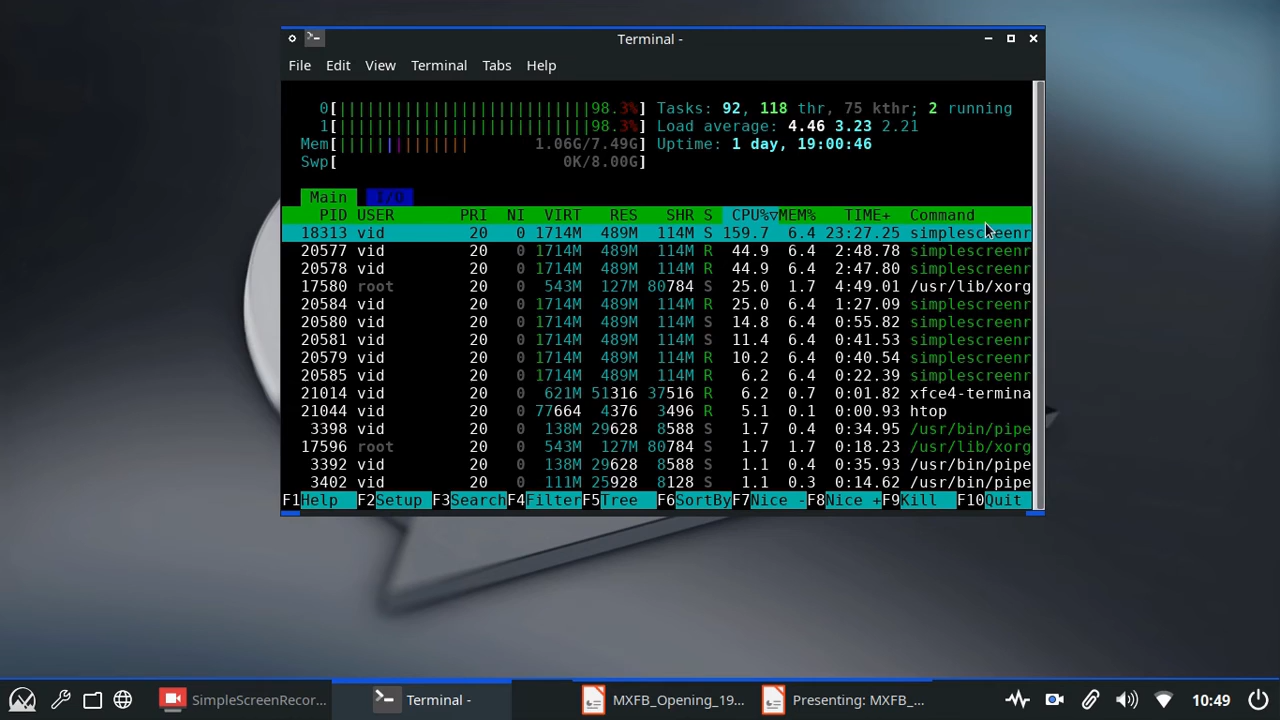 Terminal -
File Edit View Terminal Tabs Help
0[||||||||||||||||||||||||||||98.3%] Tasks: 92, 118 thr, 75 kthr; 2 running
1[||||||||||||||||||||||||||||98.3%] Load average: 4.46 3.23 2.21
Mem[|||||||||||||| 1.06G/7.49G] Uptime: 1 day, 19:00:46
Swp[ 0K/8.00G]
Main I/O
PID USER PRI NI VIRT RES SHR S CPU%▽MEM% TIME+ Command
18313 vid 20 0 1714M 489M 114M S 159.7 6.4 23:27.25 simplescreenr
20577 vid 20 0 1714M 489M 114M R 44.9 6.4 2:48.78 simplescreenr
20578 vid 20 0 1714M 489M 114M R 44.9 6.4 2:47.80 simplescreenr
17580 root 20 0 543M 127M 80784 S 25.0 1.7 4:49.01 /usr/lib/xorg
20584 vid 20 0 1714M 489M 114M R 25.0 6.4 1:27.09 simplescreenr
20580 vid 20 0 1714M 489M 114M S 14.8 6.4 0:55.82 simplescreenr
20581 vid 20 0 1714M 489M 114M S 11.4 6.4 0:41.53 simplescreenr
20579 vid 20 0 1714M 489M 114M R 10.2 6.4 0:40.54 simplescreenr
20585 vid 20 0 1714M 489M 114M R 6.2 6.4 0:22.39 simplescreenr
21014 vid 20 0 621M 51316 37516 R 6.2 0.7 0:01.82 xfce4-termina
21044 vid 20 0 77664 4376 3496 R 5.1 0.1 0:00.93 htop
3398 vid 20 0 138M 29628 8588 S 1.7 0.4 0:34.95 /usr/bin/pipe
17596 root 20 0 543M 127M 80784 S 1.7 1.7 0:18.23 /usr/lib/xorg
3392 vid 20 0 138M 29628 8588 S 1.1 0.4 0:35.93 /usr/bin/pipe
3402 vid 20 0 111M 25928 8128 S 1.1 0.3 0:14.62 /usr/bin/pipe
F1Help F2Setup F3SearchF4FilterF5Tree F6SortByF7Nice -F8Nice +F9Kill F10Quit
SimpleScreenRecor... Terminal - MXFB_Opening_19... Presenting: MXFB_... 10:49